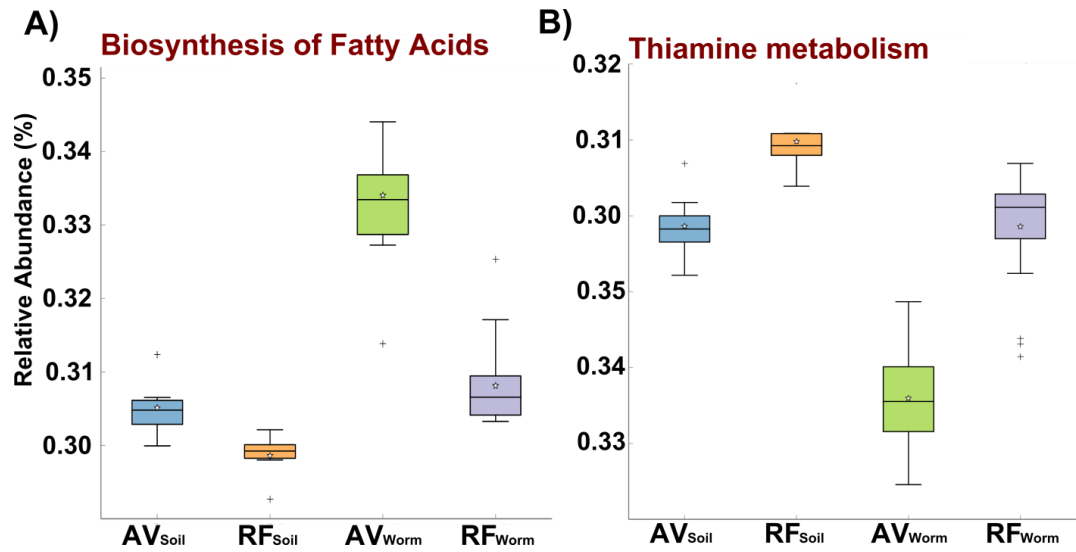 A)
Biosynthesis of Fatty Acids
Relative Abundance (%)
0.35
0.34
0.33
0.32
0.31
0.30
AVSoil RFSoil AVWorm RFWorm
B)
Thiamine metabolism
0.32
0.31
0.30
0.35
0.34
0.33
AVSoil RFSoil AVWorm RFWorm